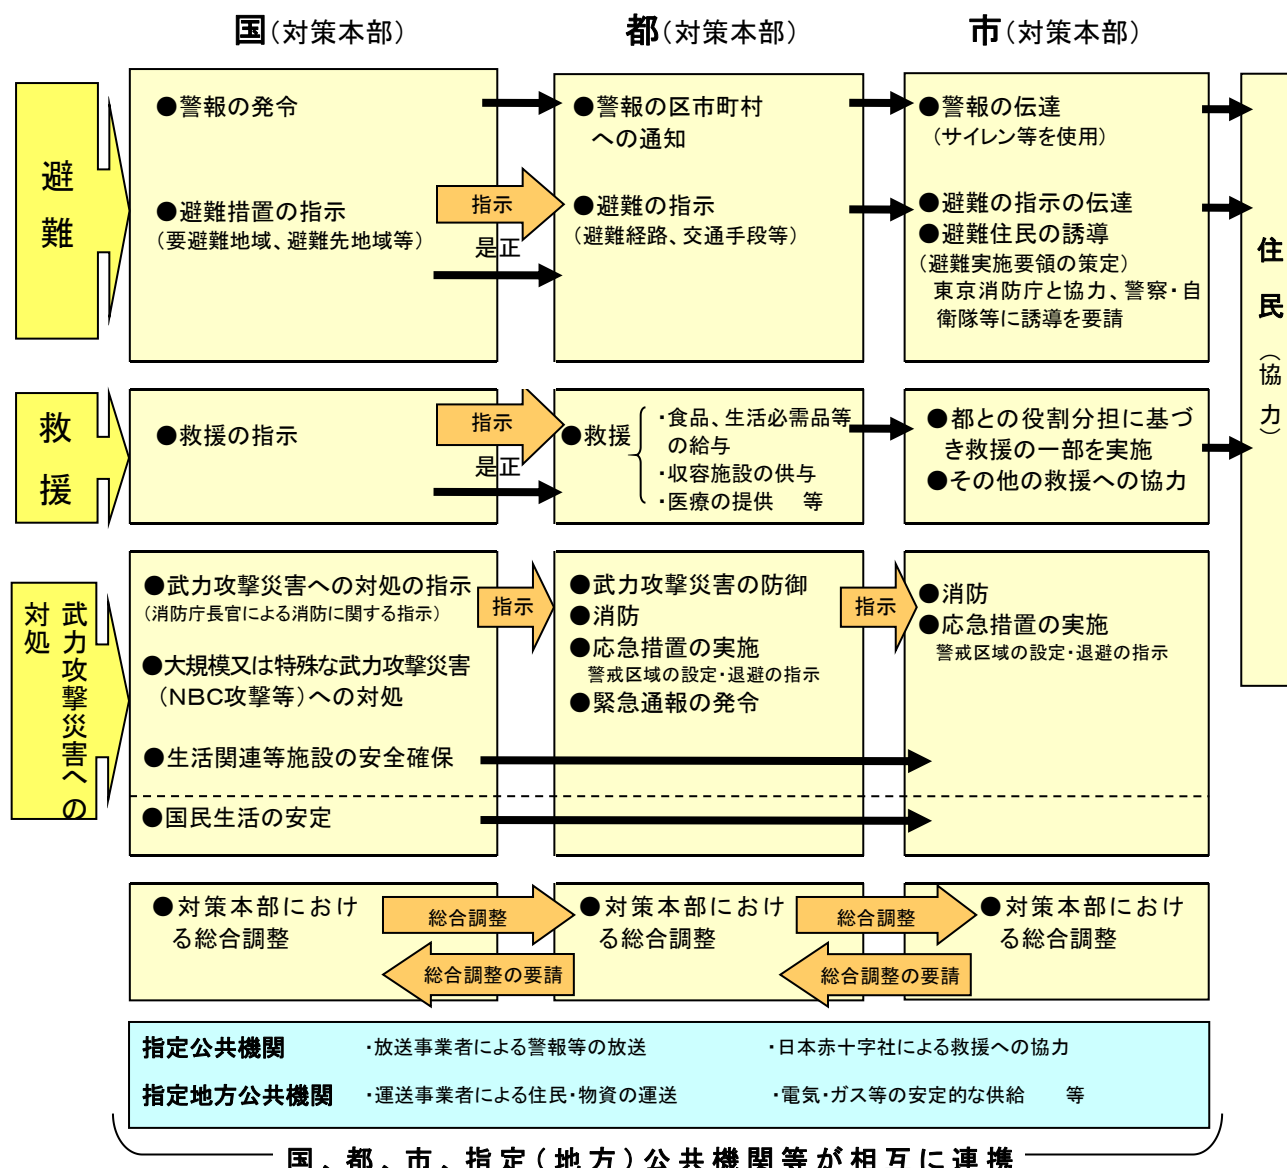 国（対策本部）
都（対策本部）
市（対策本部）
避難
●警報の発令
●警報の区市町村
への通知
●警報の伝達
（サイレン等を使用）
●避難措置の指示
（要避難地域、避難先地域等）
指示
是正
●避難の指示
（避難経路、交通手段等）
●避難の指示の伝達
●避難住民の誘導
（避難実施要領の策定）
東京消防庁と協力、警察・自
衛隊等に誘導を要請
住民（協力）
救援
●救援の指示
指示
是正
●救援
・食品、生活必需品等
の給与
・収容施設の供与
・医療の提供　等
●都との役割分担に基づ
き救援の一部を実施
●その他の救援への協力
武力攻撃災害への
対処
●武力攻撃災害への対処の指示
（消防庁長官による消防に関する指示）
●大規模又は特殊な武力攻撃災害
（NBC攻撃等）への対処
●生活関連等施設の安全確保
●国民生活の安定
指示
●武力攻撃災害の防御
●消防
●応急措置の実施
警戒区域の設定・退避の指示
●緊急通報の発令
指示
●消防
●応急措置の実施
警戒区域の設定・退避の指示
●対策本部におけ
る総合調整
総合調整
総合調整の要請
●対策本部におけ
る総合調整
総合調整
総合調整の要請
●対策本部におけ
る総合調整
指定公共機関　・放送事業者による警報等の放送　・日本赤十字社による救援への協力
指定地方公共機関　・運送事業者による住民・物資の運送　・電気・ガス等の安定的な供給　等
国、都、市、指定（地方）公共機関等が相互に連携